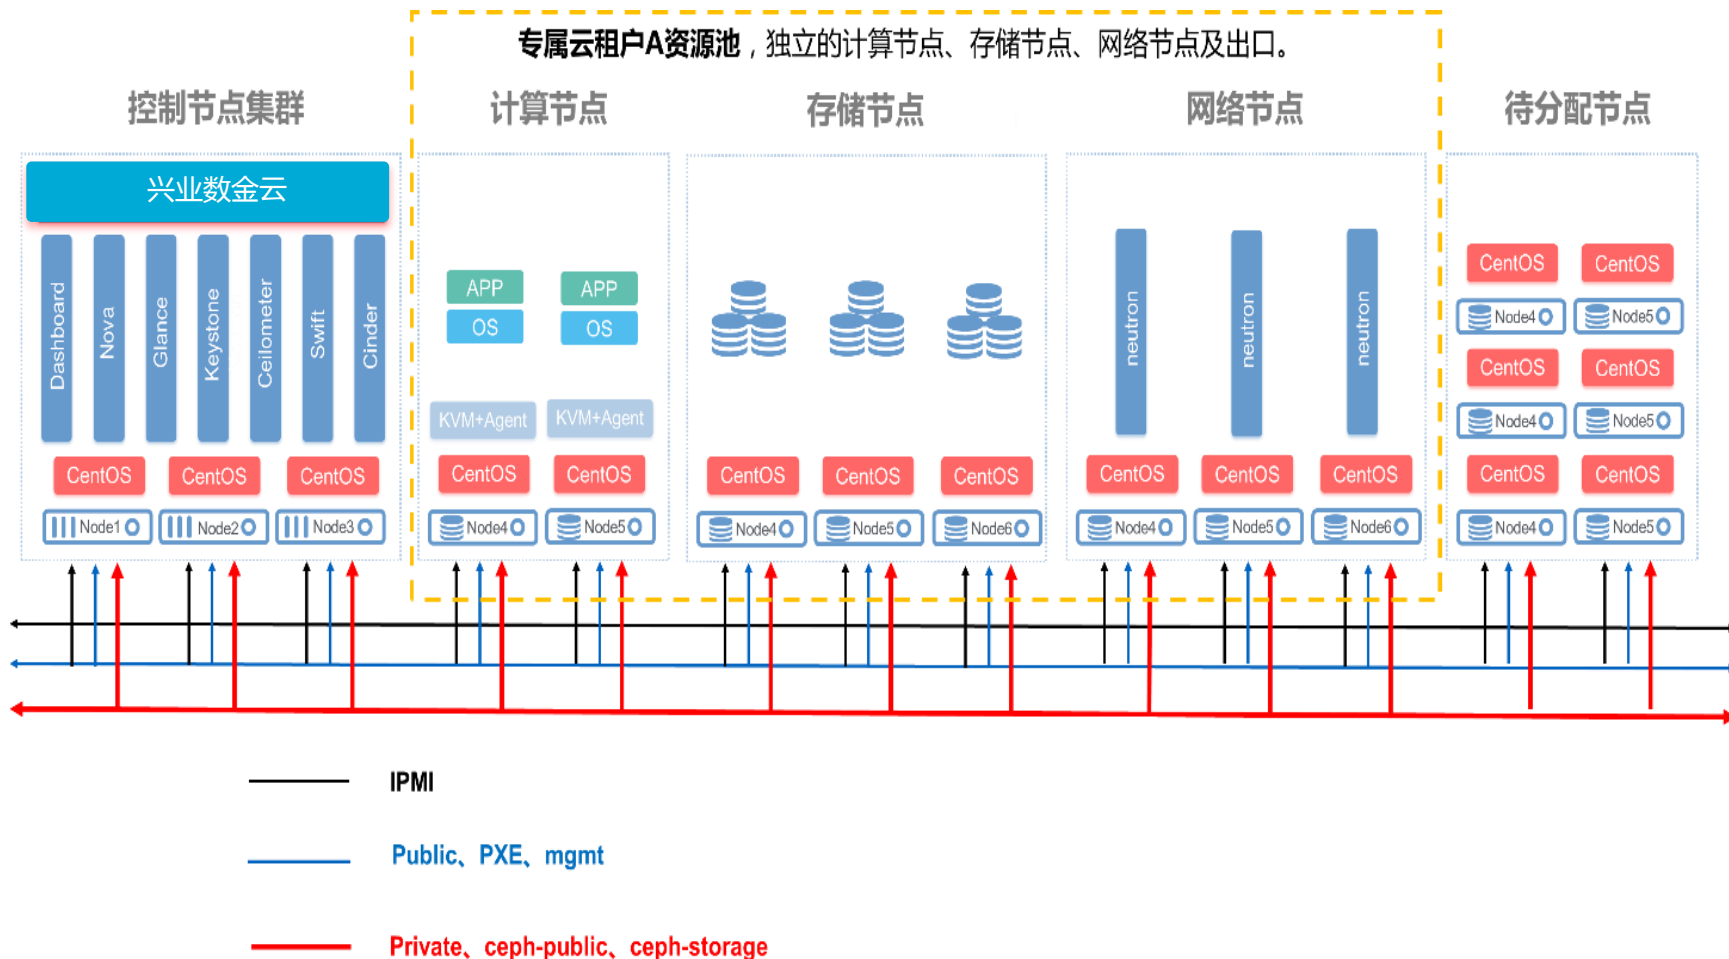 专属云租户A资源池，独立的计算节点、存储节点、网络节点及出口。
控制节点集群
兴业数金云
Dashboard
Nova
Glance
Keystone
Ceilometer
Swift
Cinder
CentOS
CentOS
CentOS
Node1
Node2
Node3
计算节点
APP
APP
OS
OS
KVM+Agent
KVM+Agent
CentOS
CentOS
Node4
Node5
存储节点
CentOS
CentOS
CentOS
Node4
Node5
Node6
网络节点
neutron
neutron
neutron
CentOS
CentOS
CentOS
Node4
Node5
Node6
待分配节点
CentOS
CentOS
Node4
Node5
CentOS
CentOS
Node4
Node5
CentOS
CentOS
Node4
Node5
IPMI
Public、PXE、mgmt
Private、ceph-public、ceph-storage